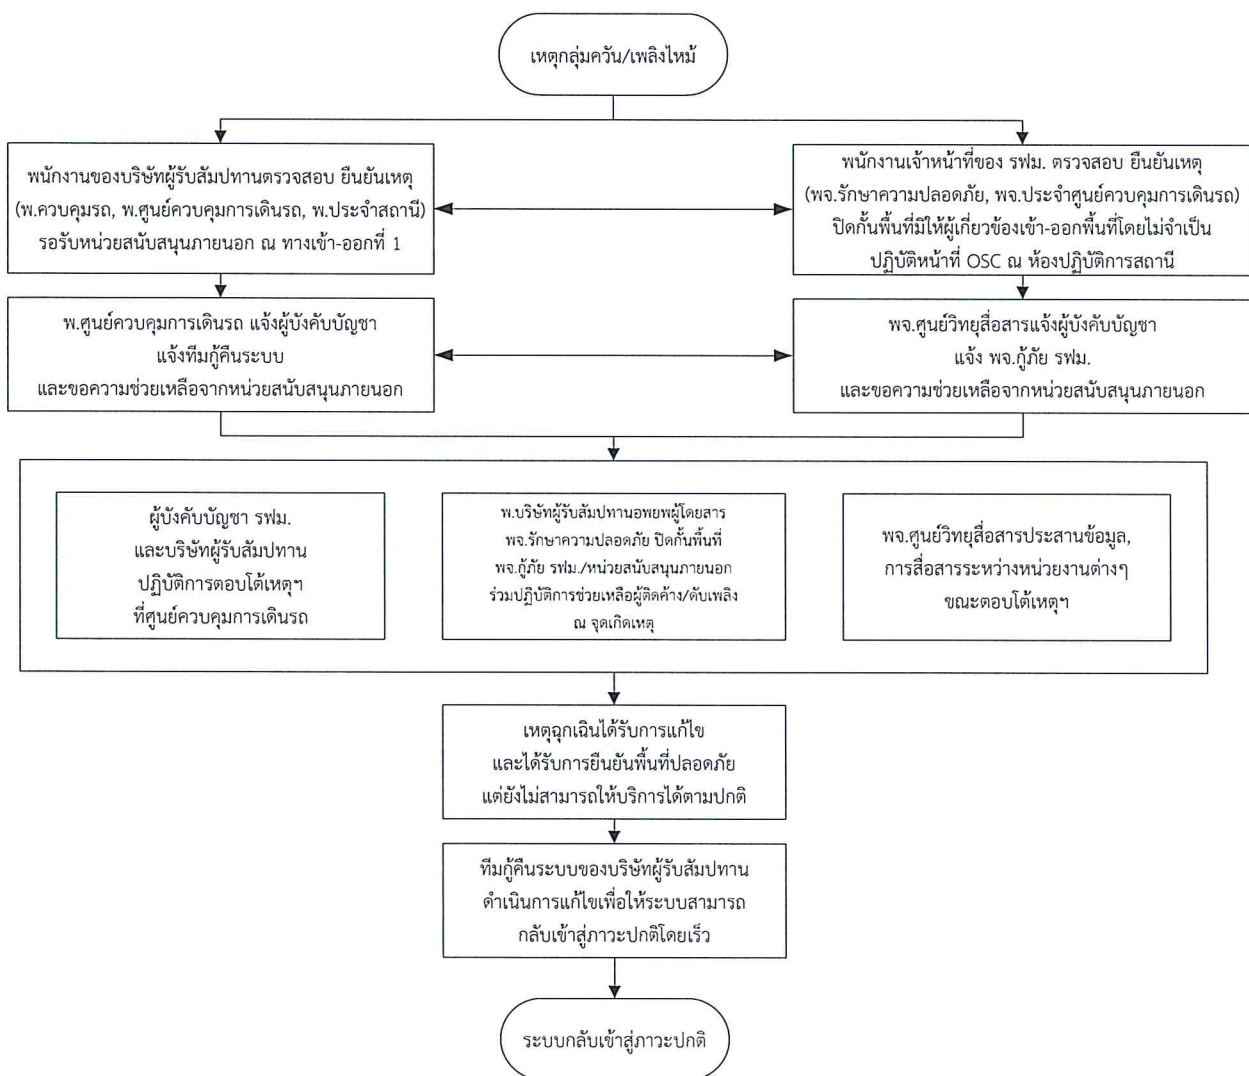 เหตุกลุ่มควัน/เพลิงไหม้
พนักงานของบริษัทผู้รับสัมปทานตรวจสอบ ยืนยันเหตุ
(พ.ควบคุมรถ, พ.ศูนย์ควบคุมการเดินรถ, พ.ประจำสถานี)
รอรับหน่วยสนับสนุนภายนอก ณ ทางเข้า-ออกที่ 1
พนักงานเจ้าหน้าที่ของ รฟม. ตรวจสอบ ยืนยันเหตุ
(พจ.รักษาความปลอดภัย, พจ.ประจำศูนย์ควบคุมการเดินรถ)
ปิดกั้นพื้นที่มิให้ผู้เกี่ยวข้องเข้า-ออกพื้นที่โดยไม่จำเป็น
ปฏิบัติหน้าที่ OSC ณ ห้องปฏิบัติการสถานี
พ.ศูนย์ควบคุมการเดินรถ แจ้งผู้บังคับบัญชา
แจ้งทีมกู้คืนระบบ
และขอความช่วยเหลือจากหน่วยสนับสนุนภายนอก
พจ.ศูนย์วิทยุสื่อสารแจ้งผู้บังคับบัญชา
แจ้ง พจ.กู้ภัย รฟม.
และขอความช่วยเหลือจากหน่วยสนับสนุนภายนอก
ผู้บังคับบัญชา รฟม.
และบริษัทผู้รับสัมปทาน
ปฏิบัติการตอบโต้เหตุฯ
ที่ศูนย์ควบคุมการเดินรถ
พ.บริษัทผู้รับสัมปทานอพยพผู้โดยสาร
พจ.รักษาความปลอดภัย ปิดกั้นพื้นที่
พจ.กู้ภัย รฟม./หน่วยสนับสนุนภายนอก
ร่วมปฏิบัติการช่วยเหลือผู้ติดค้าง/ดับเพลิง
ณ จุดเกิดเหตุ
พจ.ศูนย์วิทยุสื่อสารประสานข้อมูล,
การสื่อสารระหว่างหน่วยงานต่างๆ
ขณะตอบโต้เหตุฯ
เหตุฉุกเฉินได้รับการแก้ไข
และได้รับการยืนยันพื้นที่ปลอดภัย
แต่ยังไม่สามารถให้บริการได้ตามปกติ
ทีมกู้คืนระบบของบริษัทผู้รับสัมปทาน
ดำเนินการแก้ไขเพื่อให้ระบบสามารถ
กลับเข้าสู่ภาวะปกติโดยเร็ว
ระบบกลับเข้าสู่ภาวะปกติ